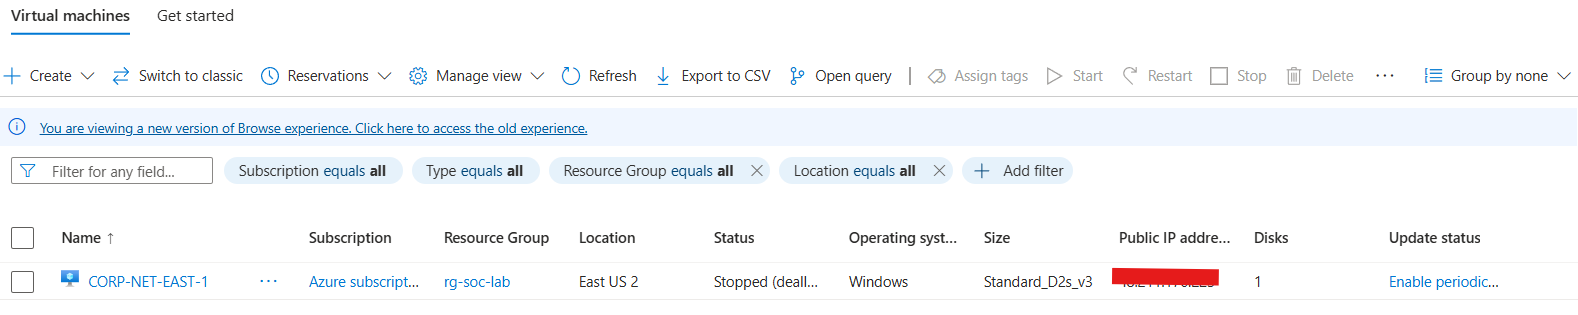 Virtual machines Get started
Create Switch to classic Reservations Manage view Refresh Export to CSV Open query Assign tags Start Restart Stop Delete ... Group by none
You are viewing a new version of Browse experience. Click here to access the old experience.
Filter for any field... Subscription equals all Type equals all Resource Group equals all Location equals all Add filter
Name ↑ Subscription Resource Group Location Status Operating syst... Size Public IP addre... Disks Update status
CORP-NET-EAST-1 ... Azure subscript... rg-soc-lab East US 2 Stopped (deall... Windows Standard_D2s_v3 1 Enable periodic...